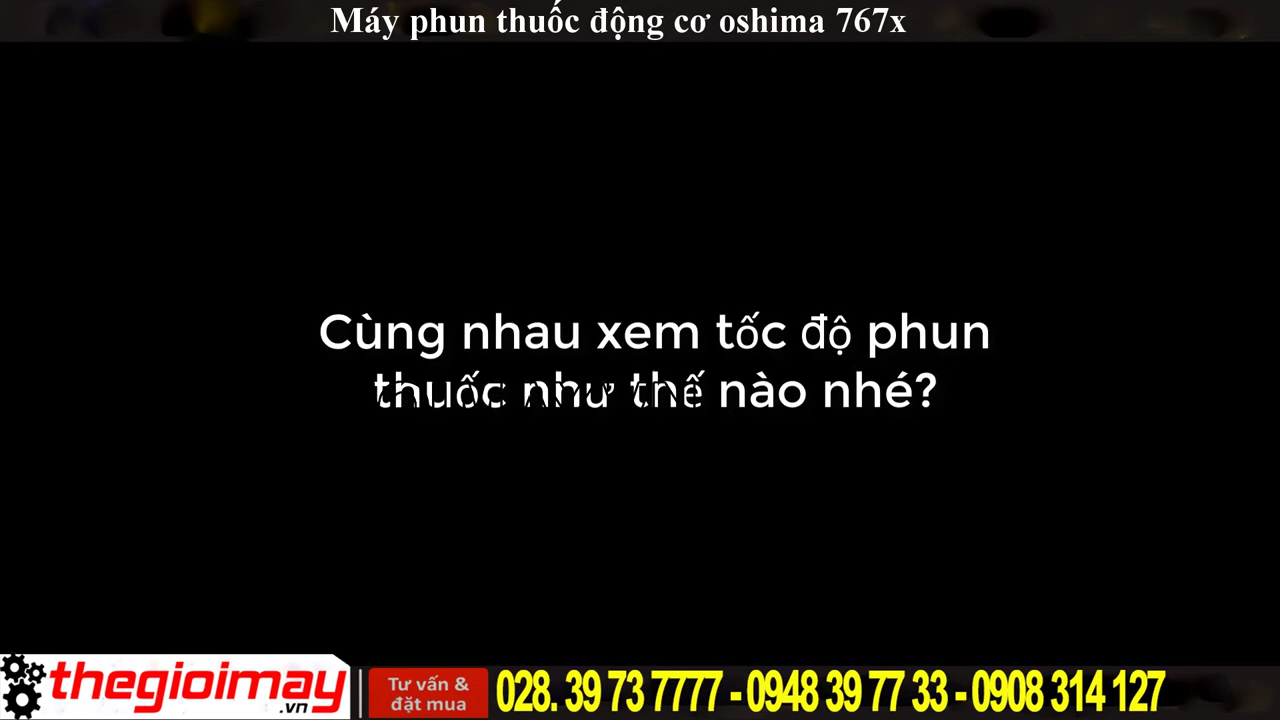 Máy phun thuốc động cơ oshima 767x
Cùng nhau xem tốc độ phun
thuốc như thế nào nhé?
thegioimay
.vn
Tư vấn &
đặt mua
028. 39 73 7777 - 0948 39 77 33 - 0908 314 127